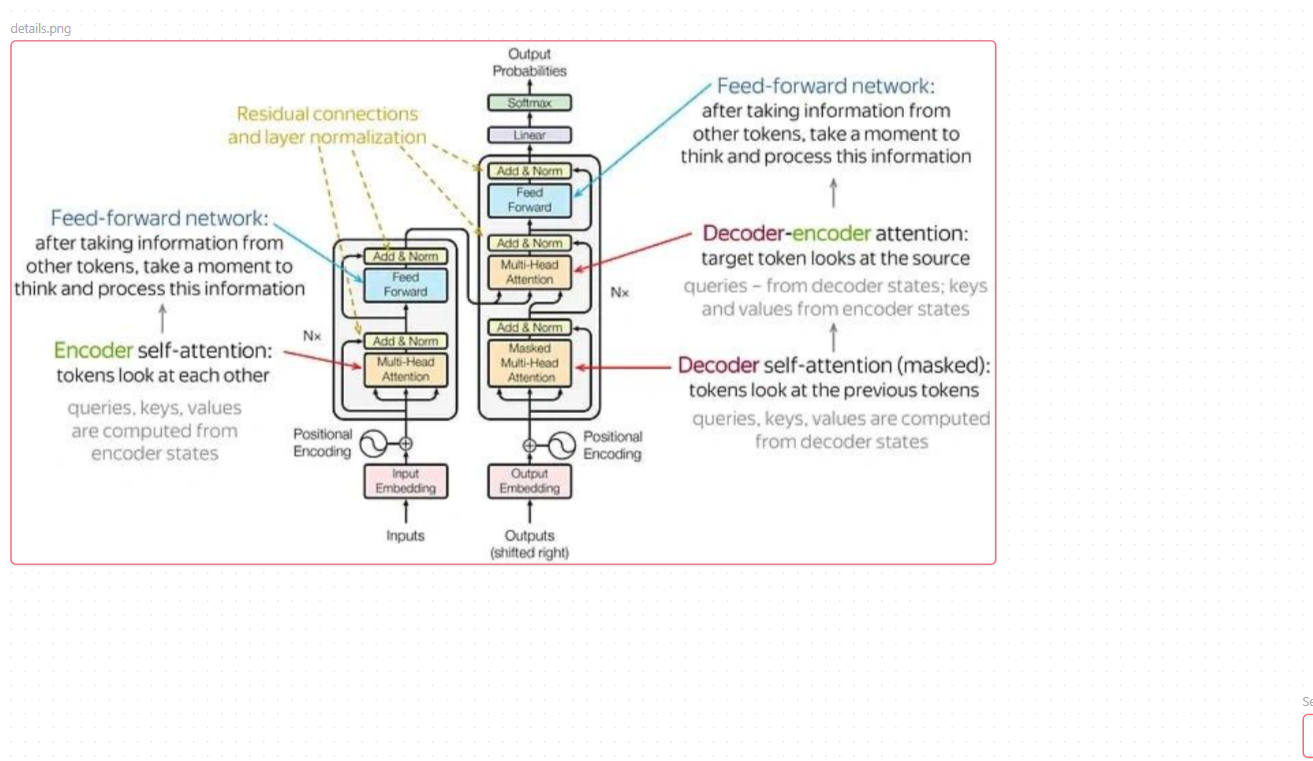 details.png
Output
Probabilities
Softmax
Linear
Add & Norm
Feed
Forward
Add & Norm
Multi-Head
Attention
Nx
Add & Norm
Masked
Multi-Head
Attention
Positional
Encoding
Output
Embedding
Outputs
(shifted right)
Residual connections
and layer normalization
Feed-forward network:
after taking information from
other tokens, take a moment to
think and process this information
Encoder self-attention:
tokens look at each other
queries, keys, values
are computed from
encoder states
Add & Norm
Feed
Forward
Nx
Add & Norm
Multi-Head
Attention
Positional
Encoding
Input
Embedding
Inputs
Feed-forward network:
after taking information from
other tokens, take a moment to
think and process this information
Decoder-encoder attention:
target token looks at the source
queries – from decoder states; keys
and values from encoder states
Decoder self-attention (masked):
tokens look at the previous tokens
queries, keys, values are computed
from decoder states
Se